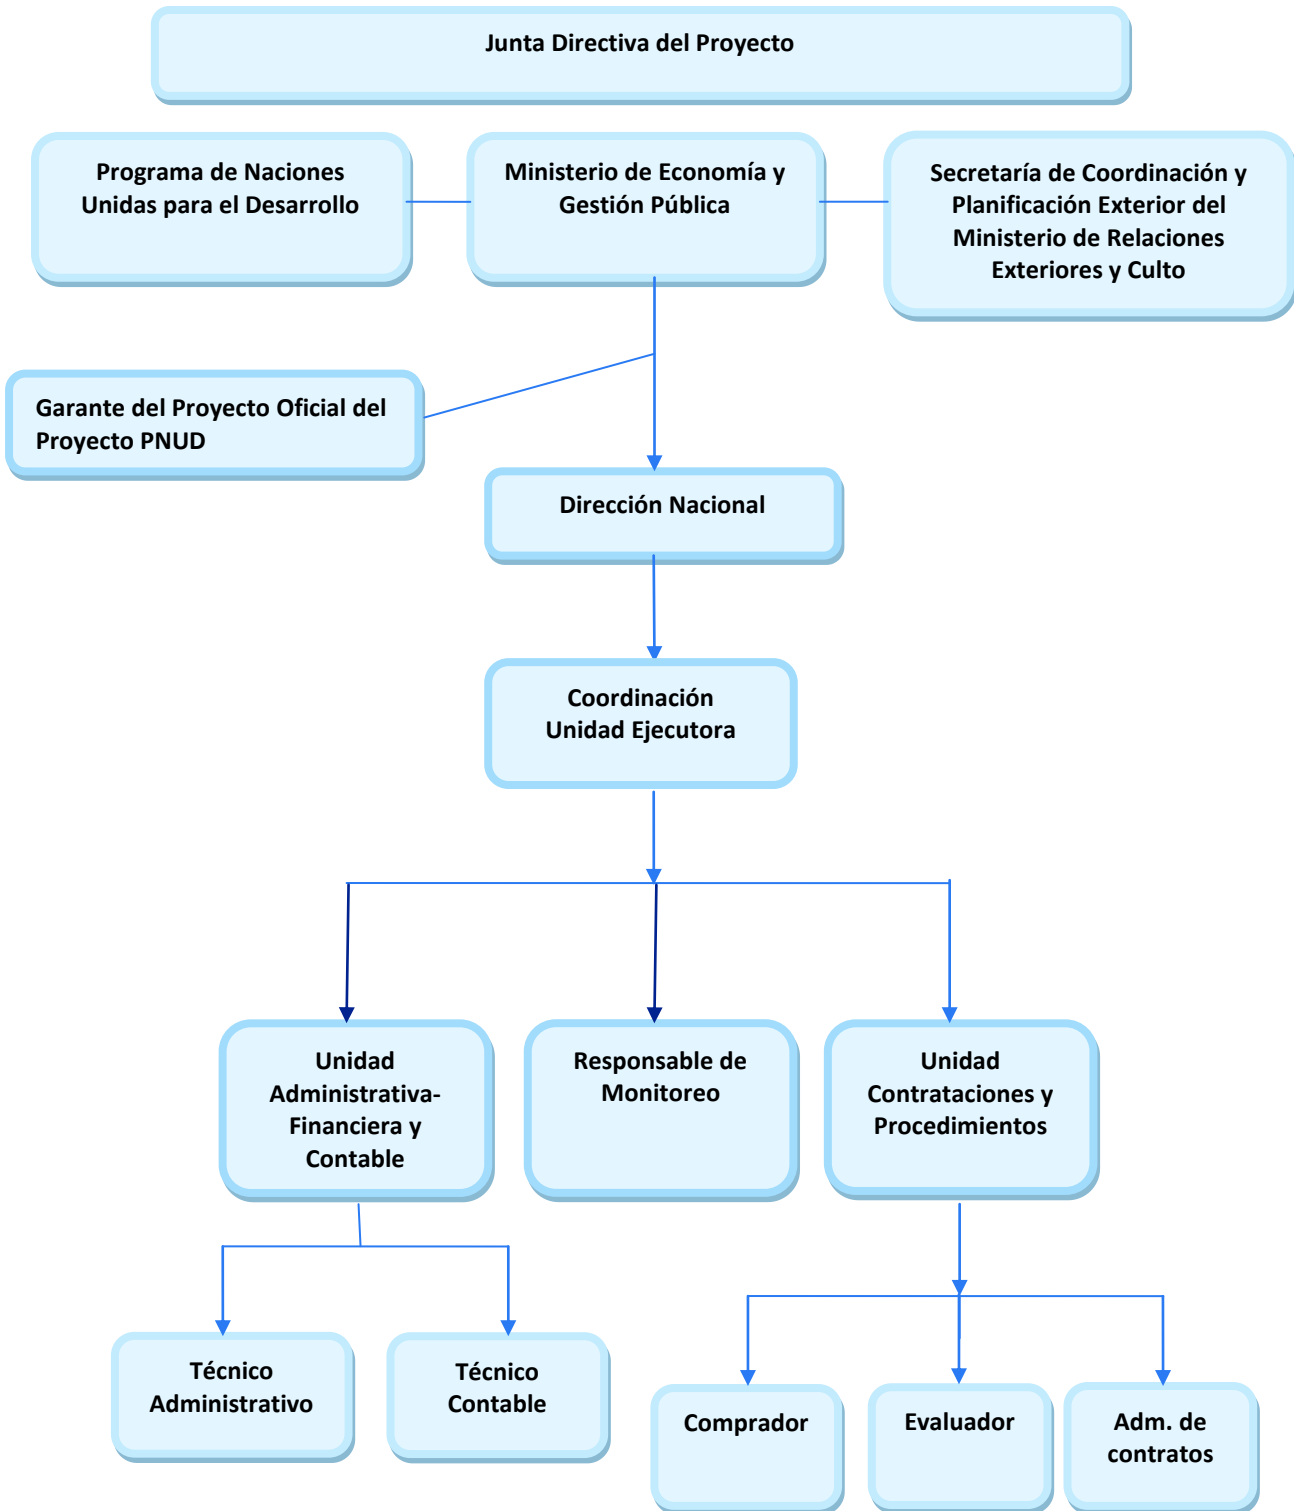 Junta Directiva del Proyecto
Programa de Naciones
Unidas para el Desarrollo
Ministerio de Economía y
Gestión Pública
Secretaría de Coordinación y
Planificación Exterior del
Ministerio de Relaciones
Exteriores y Culto
Garante del Proyecto Oficial del
Proyecto PNUD
Dirección Nacional
Coordinación
Unidad Ejecutora
Unidad
Administrativa-
Financiera y
Contable
Responsable de
Monitoreo
Unidad
Contrataciones y
Procedimientos
Técnico
Administrativo
Técnico
Contable
Comprador
Evaluador
Adm. de
contratos